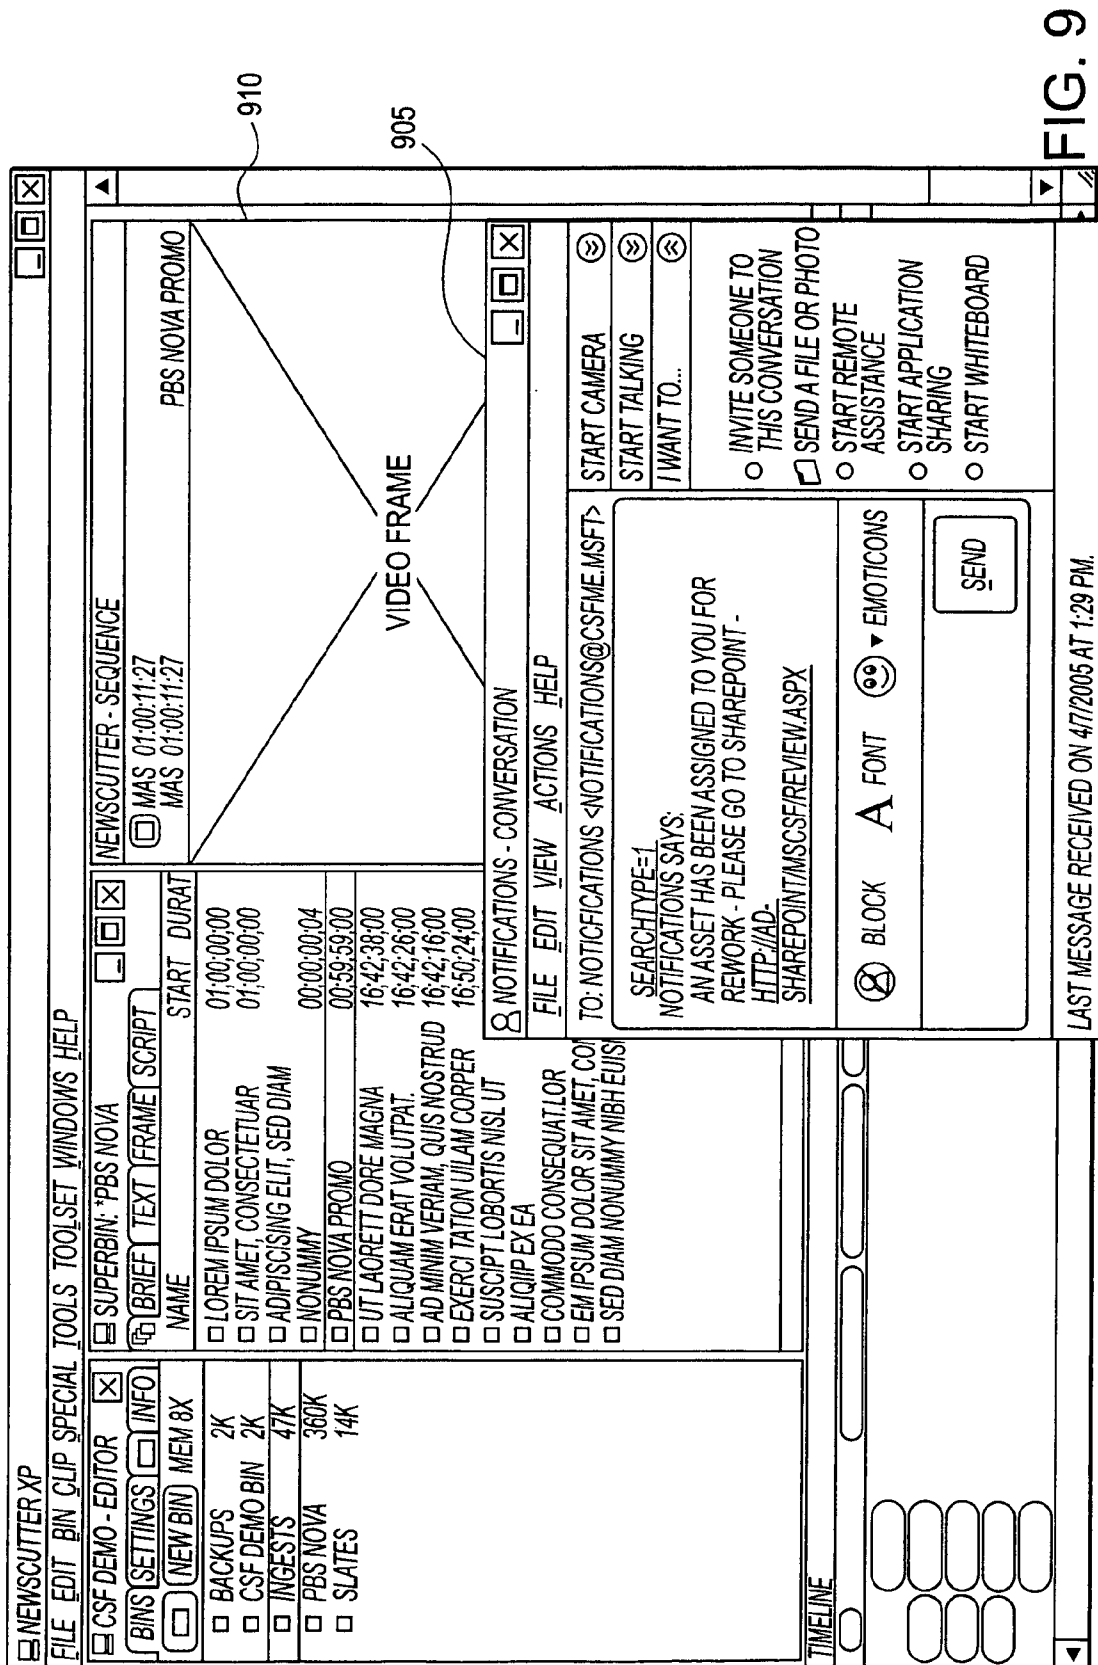 NEWSCUTTER XP
FILE EDIT BIN CLIP SPECIAL TOOLS TOOLSET WINDOWS HELP
CSF DEMO - EDITOR
BINS SETTINGS INFO
NEW BIN MEM 8X
BACKUPS 2K
CSF DEMO BIN 2K
INGESTS 47K
PBS NOVA 360K
SLATES 14K
SUPERBIN: *PBS NOVA
BRIEF TEXT FRAME SCRIPT
NAME START DURAT
LOREM IPSUM DOLOR 01;00;00;00
SIT AMET, CONSECTETUAR 01;00;00;00
ADIPISCISING ELIT, SED DIAM
NONUMMY 00:00:00:04
PBS NOVA PROMO 00;59;59;00
UT LAORETT DORE MAGNA 16;42;38;00
ALIQUAM ERAT VOLUTPAT. 16;42;26;00
AD MINIM VERIAM, QUIS NOSTRUD 16;42;16;00
EXERCI TATION UILAM CORPER 16;50;24;00
SUSCIPT LOBORTIS NISL UT
ALIQIIP EX EA
COMMODO CONSEQUAT.LOR
EM IPSUM DOLOR SIT AMET, CON
SED DIAM NONUMMY NIBH EUISM
NEWSCUTTER - SEQUENCE
MAS 01:00:11:27
MAS 01:00:11:27
PBS NOVA PROMO
VIDEO FRAME
910
905
NOTIFICATIONS - CONVERSATION
FILE EDIT VIEW ACTIONS HELP
TO: NOTICFICATIONS <NOTIFICATIONS@CSFME.MSFT>
SEARCHTYPE=1
NOTIFICATIONS SAYS:
AN ASSET HAS BEEN ASSIGNED TO YOU FOR
REWORK - PLEASE GO TO SHAREPOINT -
HTTP://AD-
SHAREPOINT/MSCSF/REVIEW.ASPX
BLOCK A FONT EMOTICONS
SEND
START CAMERA
START TALKING
I WANT TO...
INVITE SOMEONE TO
THIS CONVERSATION
SEND A FILE OR PHOTO
START REMOTE
ASSISTANCE
START APPLICATION
SHARING
START WHITEBOARD
LAST MESSAGE RECEIVED ON 4/7/2005 AT 1:29 PM.
TIMELINE
FIG. 9